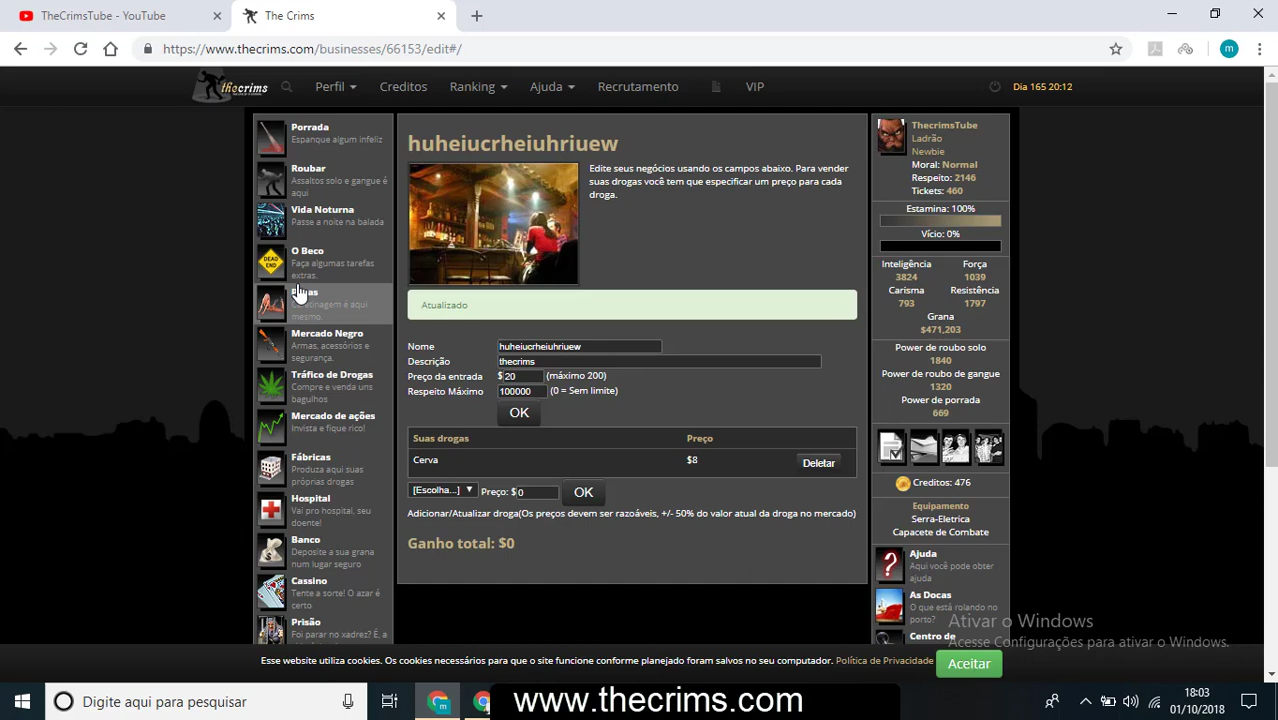 TheCrimsTube - YouTube
The Crims
https://www.thecrims.com/businesses/66153/edit#/
m
thecrims
Perfil
Creditos
Ranking
Ajuda
Recrutamento
VIP
Dia 165 20:12
Porrada
Espanque algum infeliz
Roubar
Assaltos solo e gangue é
aqui
Vida Noturna
Passe a noite na balada
DEAD END
O Beco
Faça algumas tarefas
extras.
mesmo.
Mercado Negro
Armas, acessórios e
segurança.
Tráfico de Drogas
Compre e venda uns
bagulhos
Mercado de ações
Invista e fique rico!
Fábricas
Produza aqui suas
próprias drogas
Hospital
Vai pro hospital, seu
doente!
Banco
Deposite a sua grana
num lugar seguro
Cassino
Tente a sorte! O azar é
certo
Prisão
Foi parar no xadrez? É, a
huheiucrheiuhriuew
Edite seus negócios usando os campos abaixo. Para vender
suas drogas você tem que especificar um preço para cada
droga.
Atualizado
Nome huheiucrheiuhriuew
Descrição thecrims
Preço da entrada $20 (máximo 200)
Respeito Máximo 100000 (0 = Sem limite)
OK
Suas drogas Preço
Cerva $8 Deletar
[Escolha...] Preço: $0 OK
Adicionar/Atualizar droga(Os preços devem ser razoáveis, +/- 50% do valor atual da droga no mercado)
Ganho total: $0
ThecrimsTube
Ladrão
Newbie
Moral: Normal
Respeito: 2146
Tickets: 460
Estamina: 100%
Vício: 0%
Inteligência Força
3824 1039
Carisma Resistência
793 1797
Grana
$471,203
Power de roubo solo
1840
Power de roubo de gangue
1320
Power de porrada
669
Creditos: 476
Equipamento
Serra-Eletrica
Capacete de Combate
Ajuda
Aqui você pode obter
ajuda
As Docas
O que está rolando no
porto?
Centro de
Ativar o Windows
Acesse Configurações para ativar o Windows.
Esse website utiliza cookies. Os cookies necessários para que o site funcione conforme planejado foram salvos no seu computador. Política de Privacidade
Aceitar
Digite aqui para pesquisar
www.thecrims.com
18:03
01/10/2018